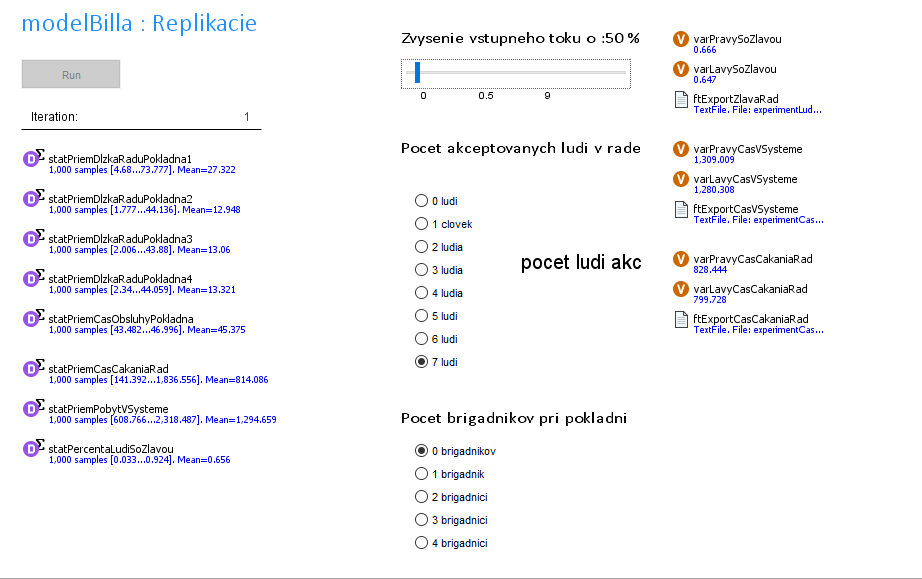 modelBilla : Replikacie
Run
Iteration: 1
statPriemDlzkaRaduPokladna1
1,000 samples [4.68...73.777]. Mean=27.322
statPriemDlzkaRaduPokladna2
1,000 samples [1.777...44.136]. Mean=12.948
statPriemDlzkaRaduPokladna3
1,000 samples [2.006...43.88]. Mean=13.06
statPriemDlzkaRaduPokladna4
1,000 samples [2.34...44.059]. Mean=13.321
statPriemCasObsluhyPokladna
1,000 samples [43.482...46.996]. Mean=45.375
statPriemCasCakaniaRad
1,000 samples [141.392...1,836.556]. Mean=814.086
statPriemPobytVSysteme
1,000 samples [608.766...2,318.487]. Mean=1,294.659
statPercentaLudiSoZlavou
1,000 samples [0.033...0.924]. Mean=0.656
Zvysenie vstupneho toku o :50 %
0 0.5 9
Pocet akceptovanych ludi v rade
0 ludi
1 clovek
2 ludia
3 ludia
4 ludia
5 ludi
6 ludi
7 ludi
pocet ludi akc
Pocet brigadnikov pri pokladni
0 brigadnikov
1 brigadnik
2 brigadnici
3 brigadnici
4 brigadnici
varPravySoZlavou
0.666
varLavySoZlavou
0.647
ftExportZlavaRad
TextFile. File: experimentLud...
varPravyCasVSysteme
1,309.009
varLavyCasVSysteme
1,280.308
ftExportCasVSysteme
TextFile. File: experimentCas...
varPravyCasCakaniaRad
828.444
varLavyCasCakaniaRad
799.728
ftExportCasCakaniaRad
TextFile. File: experimentCas...